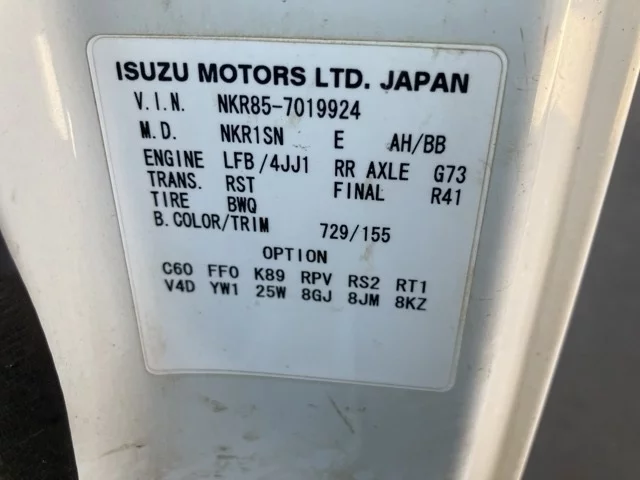 ISUZU MOTORS LTD. JAPAN
V.I.N. NKR85-7019924
M.D. NKR1SN E AH/BB
ENGINE LFB/4JJ1 RR AXLE G73
TRANS. RST FINAL R41
TIRE BWQ
B.COLOR/TRIM 729/155
OPTION
C60 FF0 K89 RPV RS2 RT1
V4D YW1 25W 8GJ 8JM 8KZ